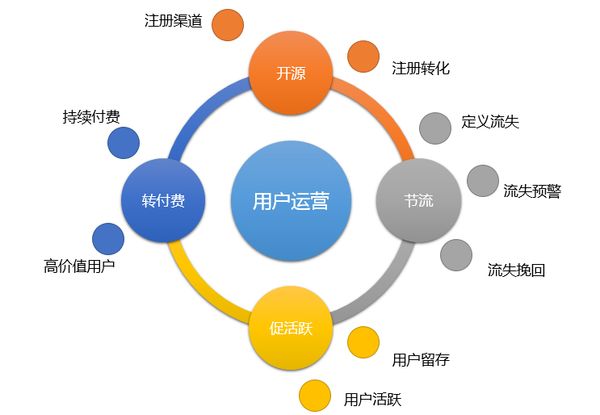 注册渠道
开源
注册转化
持续付费
定义流失
转付费
用户运营
节流
流失预警
高价值用户
流失挽回
促活跃
用户留存
用户活跃